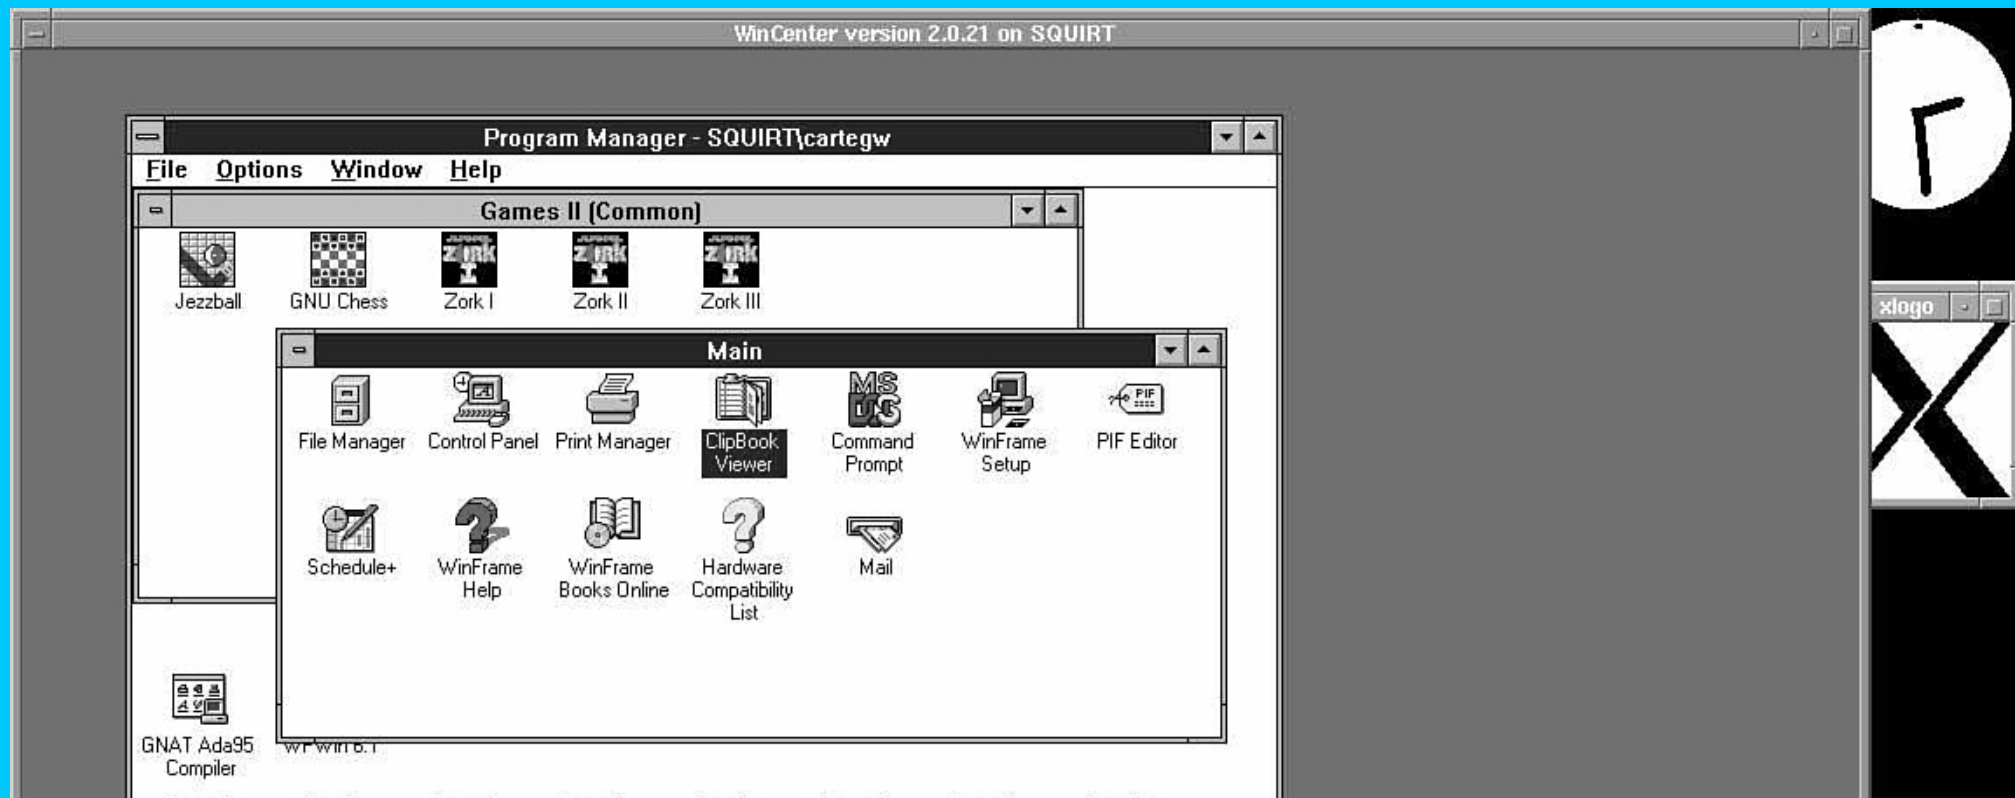 WinCenter version 2.0.21 on SQUIRT
Program Manager - SQUIRT\cartegw
File Options Window Help
Games II (Common)
Jezzball GNU Chess Zork I Zork II Zork III
xlogo
Main
File Manager Control Panel Print Manager ClipBook Viewer Command Prompt WinFrame Setup PIF Editor
Schedule+ WinFrame Help WinFrame Books Online Hardware Compatibility List Mail
GNAT Ada95 Compiler